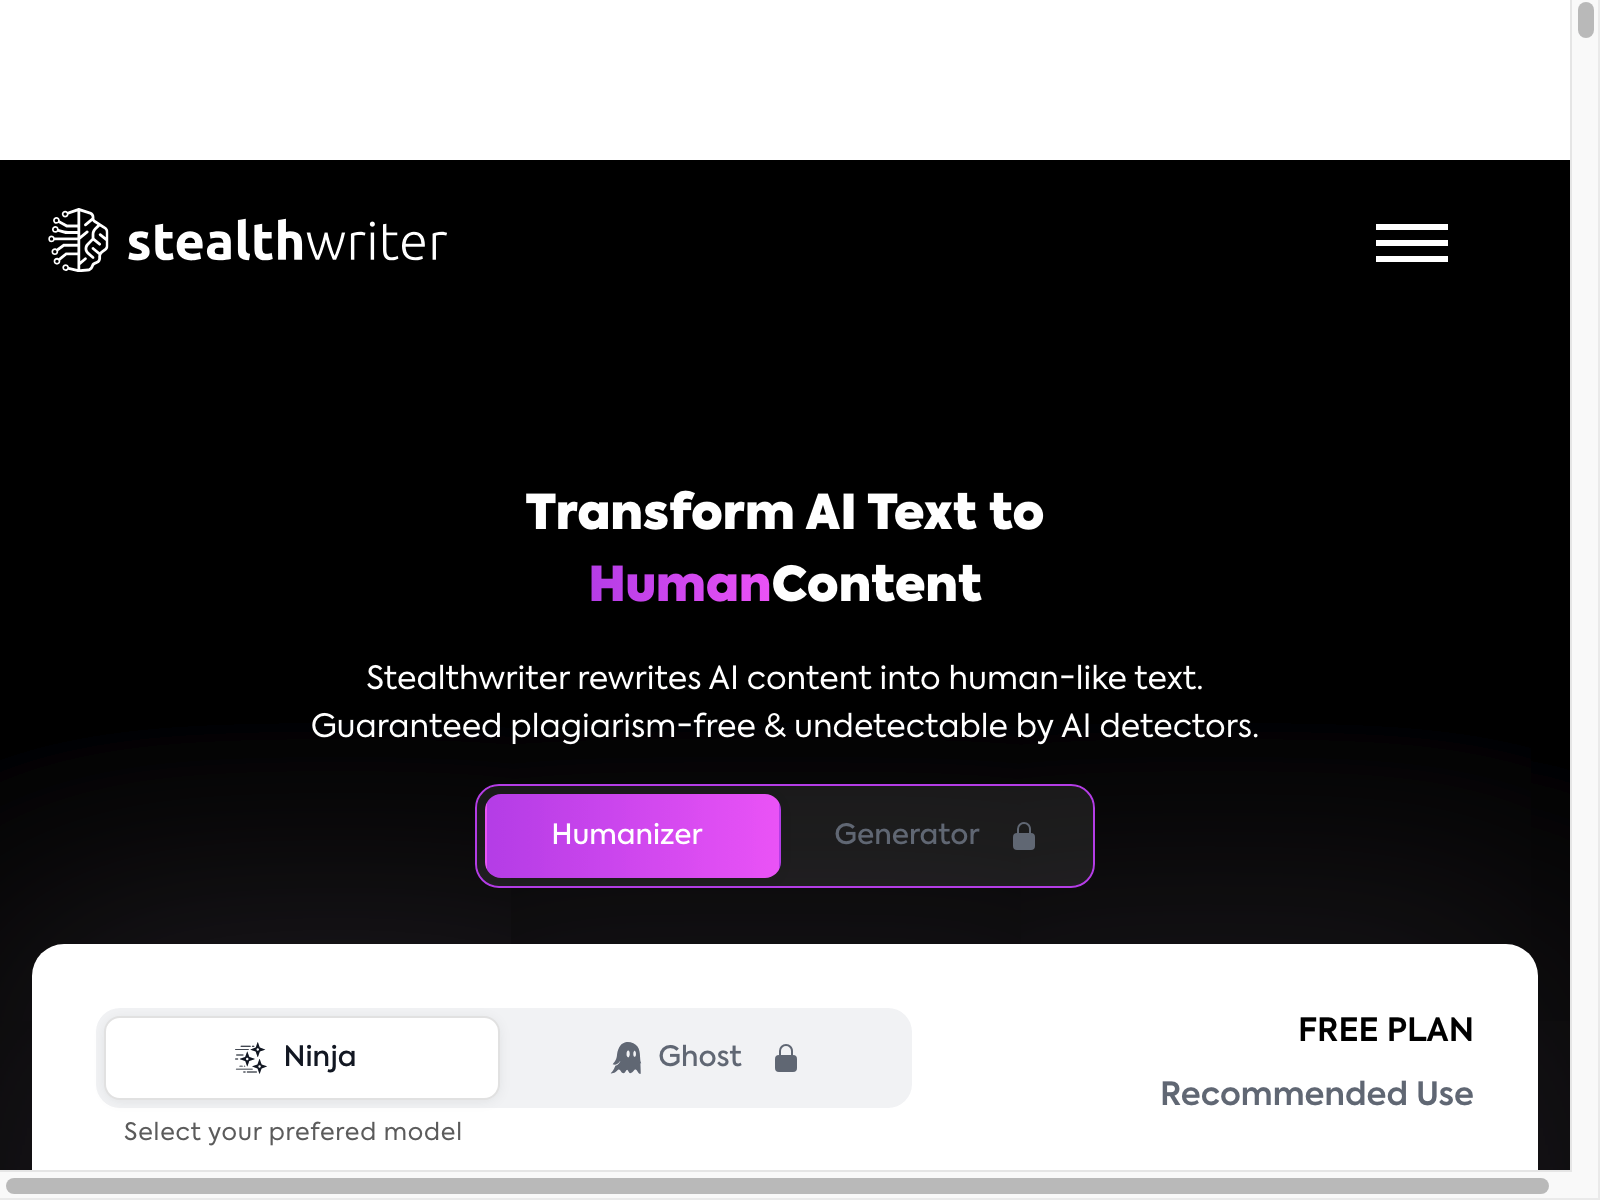 stealthwriter
Transform AI Text to
HumanContent
Stealthwriter rewrites AI content into human-like text.
Guaranteed plagiarism-free & undetectable by AI detectors.
Humanizer
Generator
Ninja
Ghost
FREE PLAN
Recommended Use
Select your prefered model